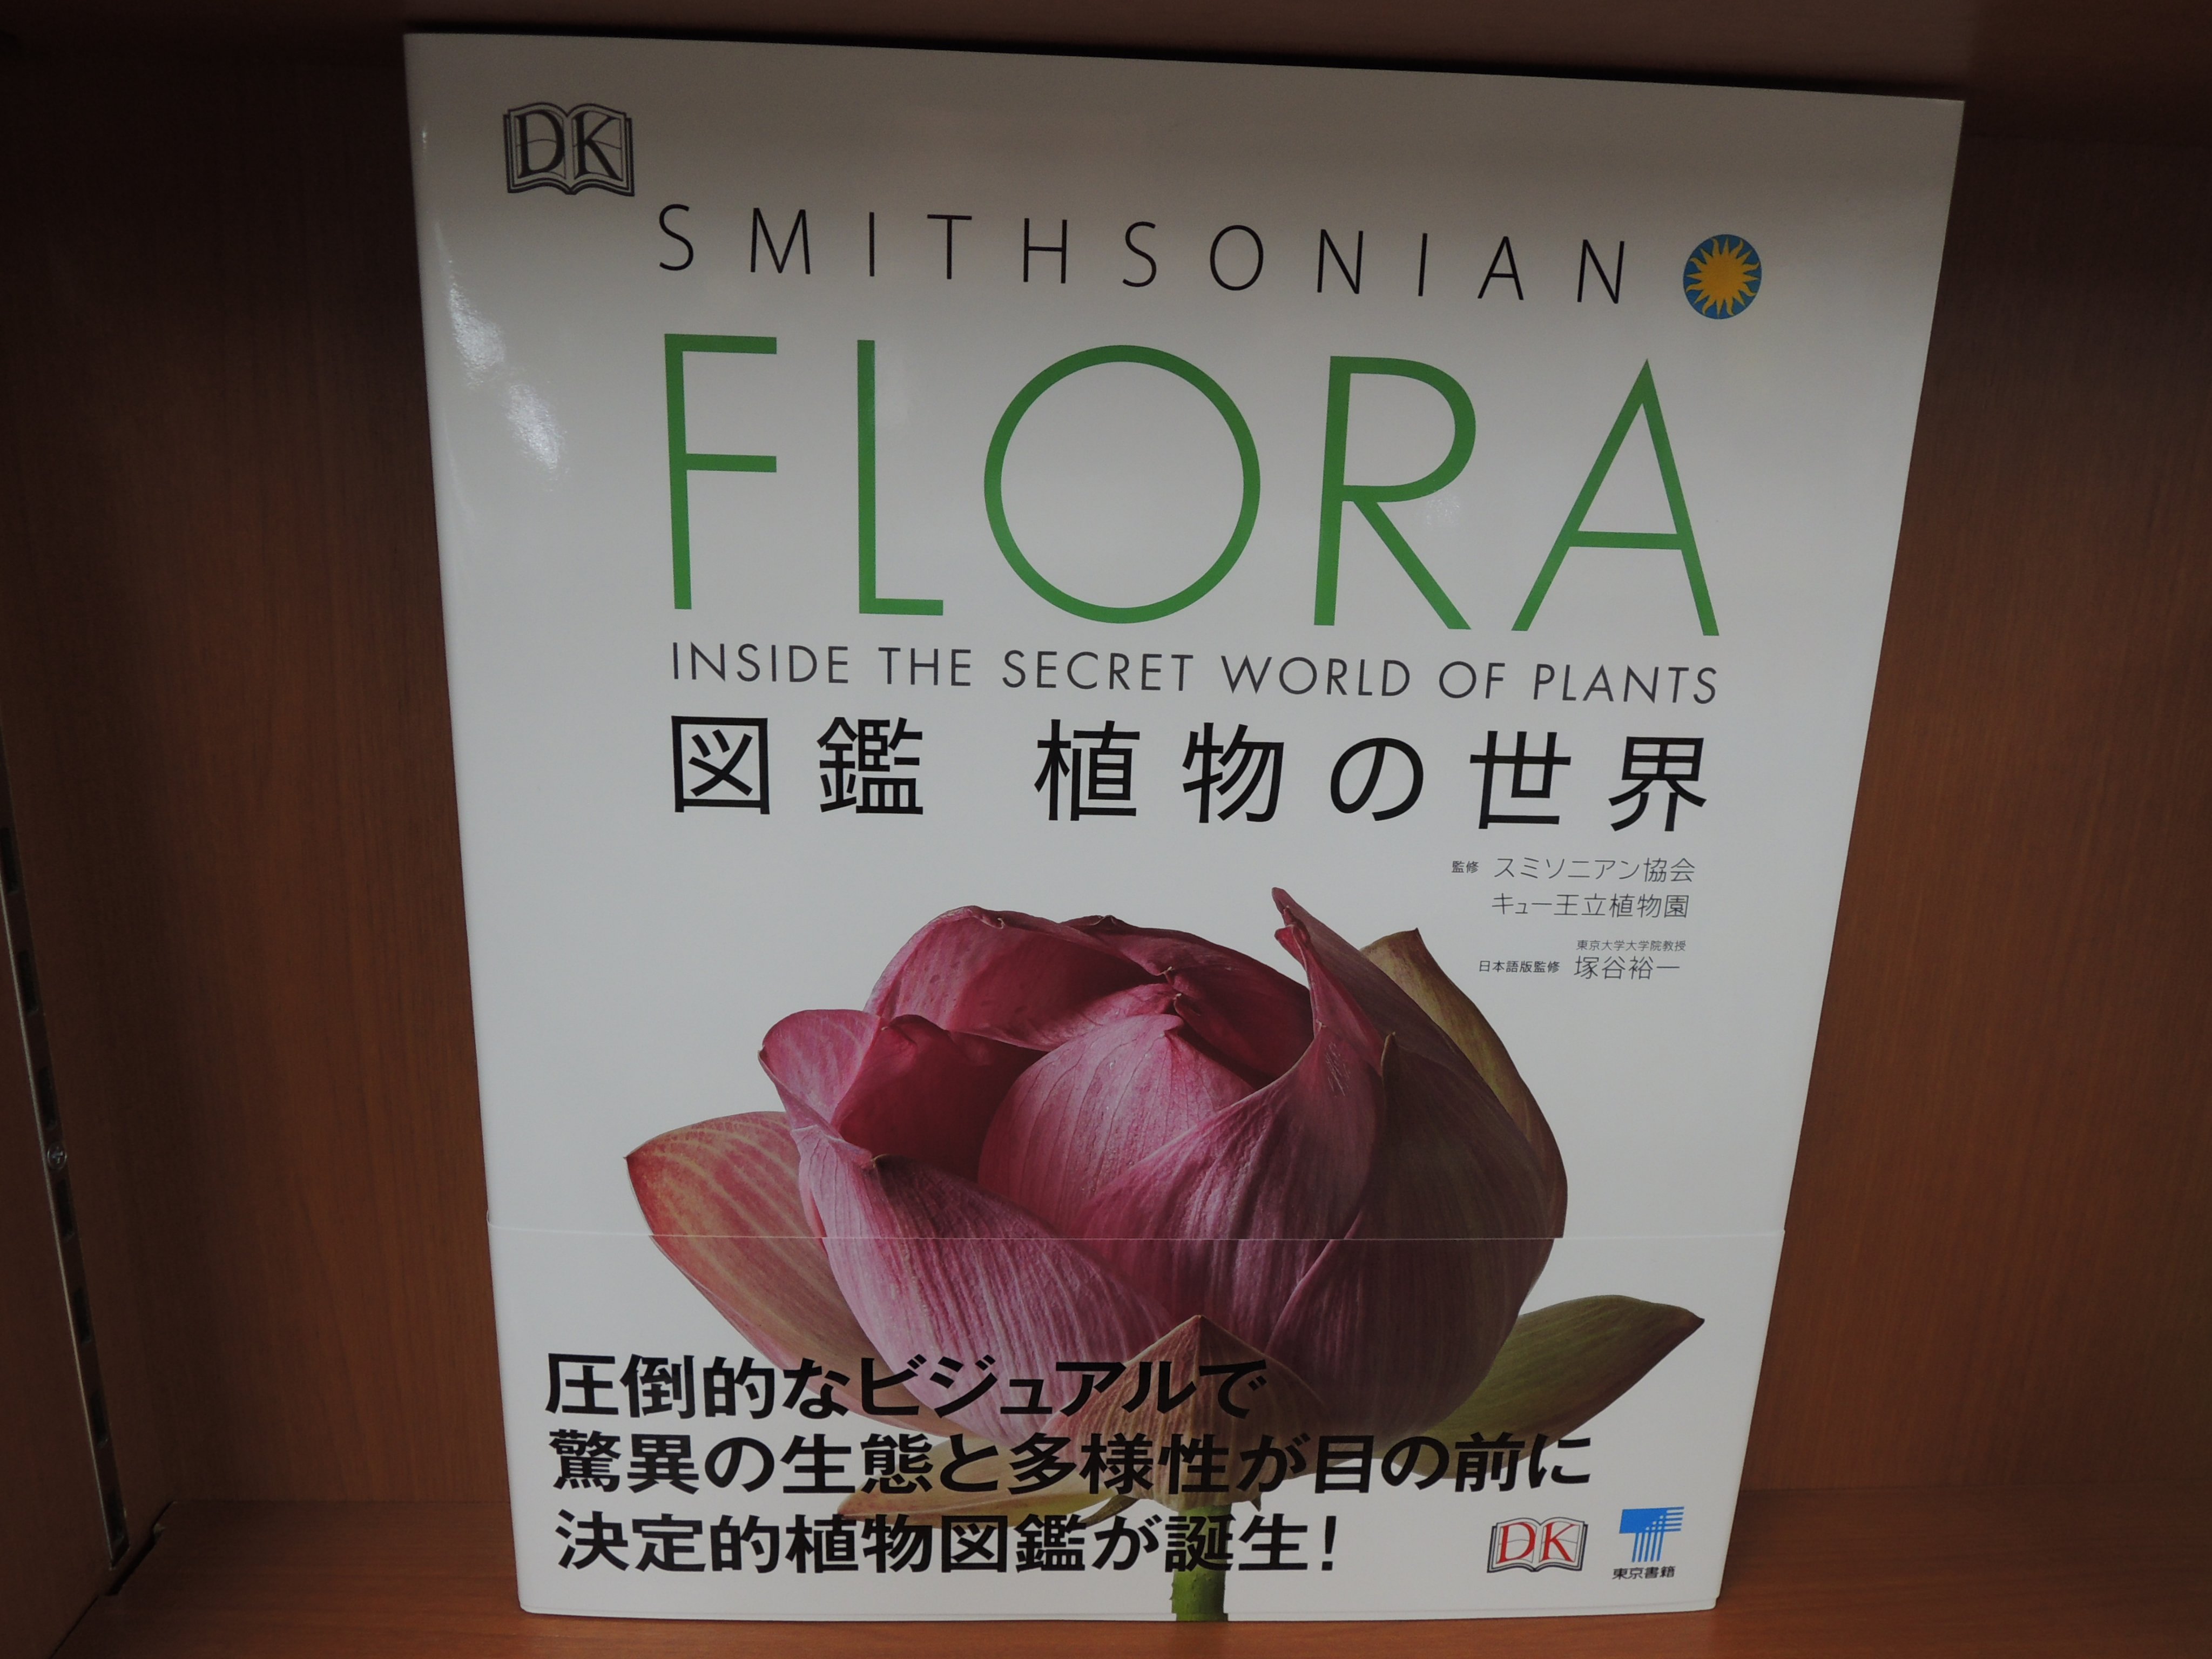 DK
SMITHSONIAN
FLORA
INSIDE THE SECRET WORLD OF PLANTS
図鑑 植物の世界
監修 スミソニアン協会
キュー王立植物園
東京大学大学院教授
日本語版監修 塚谷裕一
圧倒的なビジュアルで
驚異の生態と多様性が目の前に
決定的植物図鑑が誕生!
DK
東京書籍